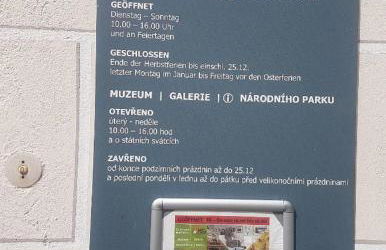 GEÖFFNET
Dienstag – Sonntag
10.00 – 16.00 Uhr
und an Feiertagen
GESCHLOSSEN
Ende der Herbstferien bis einschl. 25.12.
letzter Montag im Januar bis Freitag vor den Osterferien
MUZEUM | GALERIE | i NÁRODNÍHO PARKU
OTEVŘENO
úterý - neděle
10.00 – 16.00 hod
a o státních svátcích
ZAVŘENO
od konce podzimních prázdnin až do 25.12
a poslední pondělí v lednu až do pátku před velikonočními prázdninami
GEÖFFNET